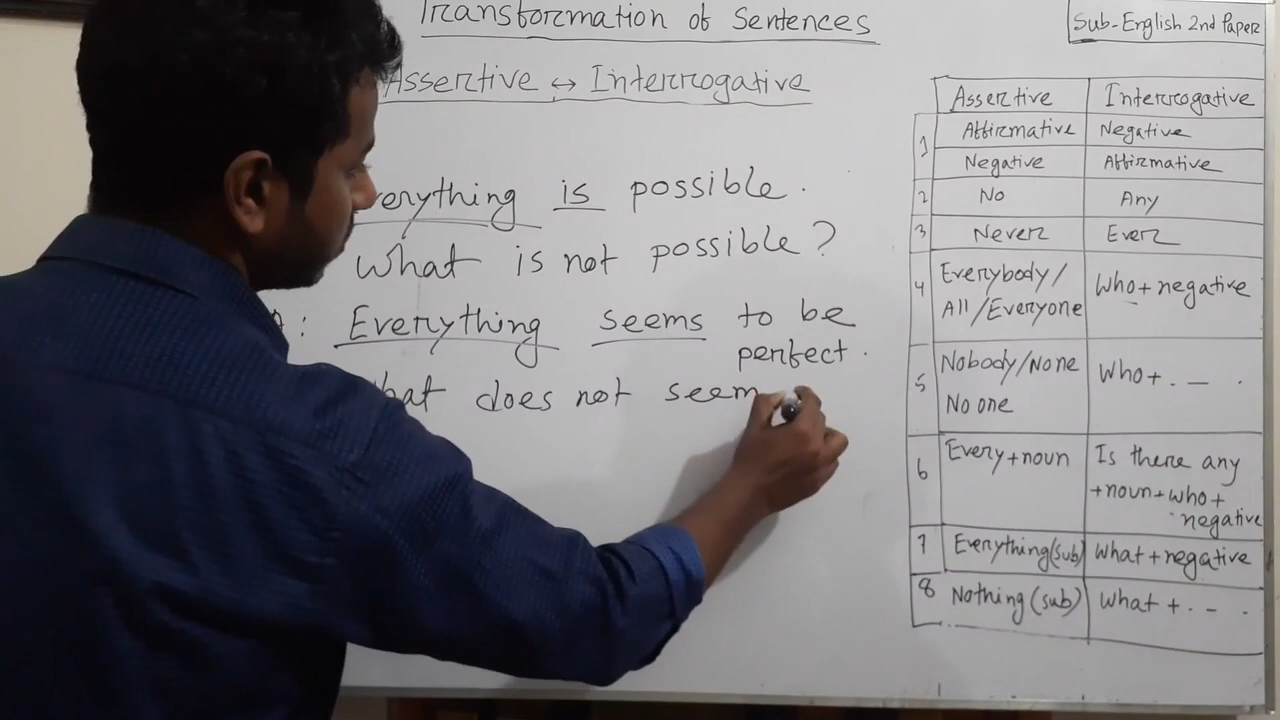 Transformation of Sentences
Sub-English 2nd Paper
Assertive ↔ Interrogative
is possible.
What is not possible?
A: Everything seems to be
perfect.
does not seem
Assertive Interrogative
1 Affirmative Negative
Negative Affirmative
2 No Any
3 Never Ever
4 Everybody/ Who+negative
All/Everyone
5 Nobody/None Who+. — .
No one
6 Every+noun Is there any
+noun+who+
negative
7 Everything(sub) What+negative
8 Nothing(sub) What +. - .